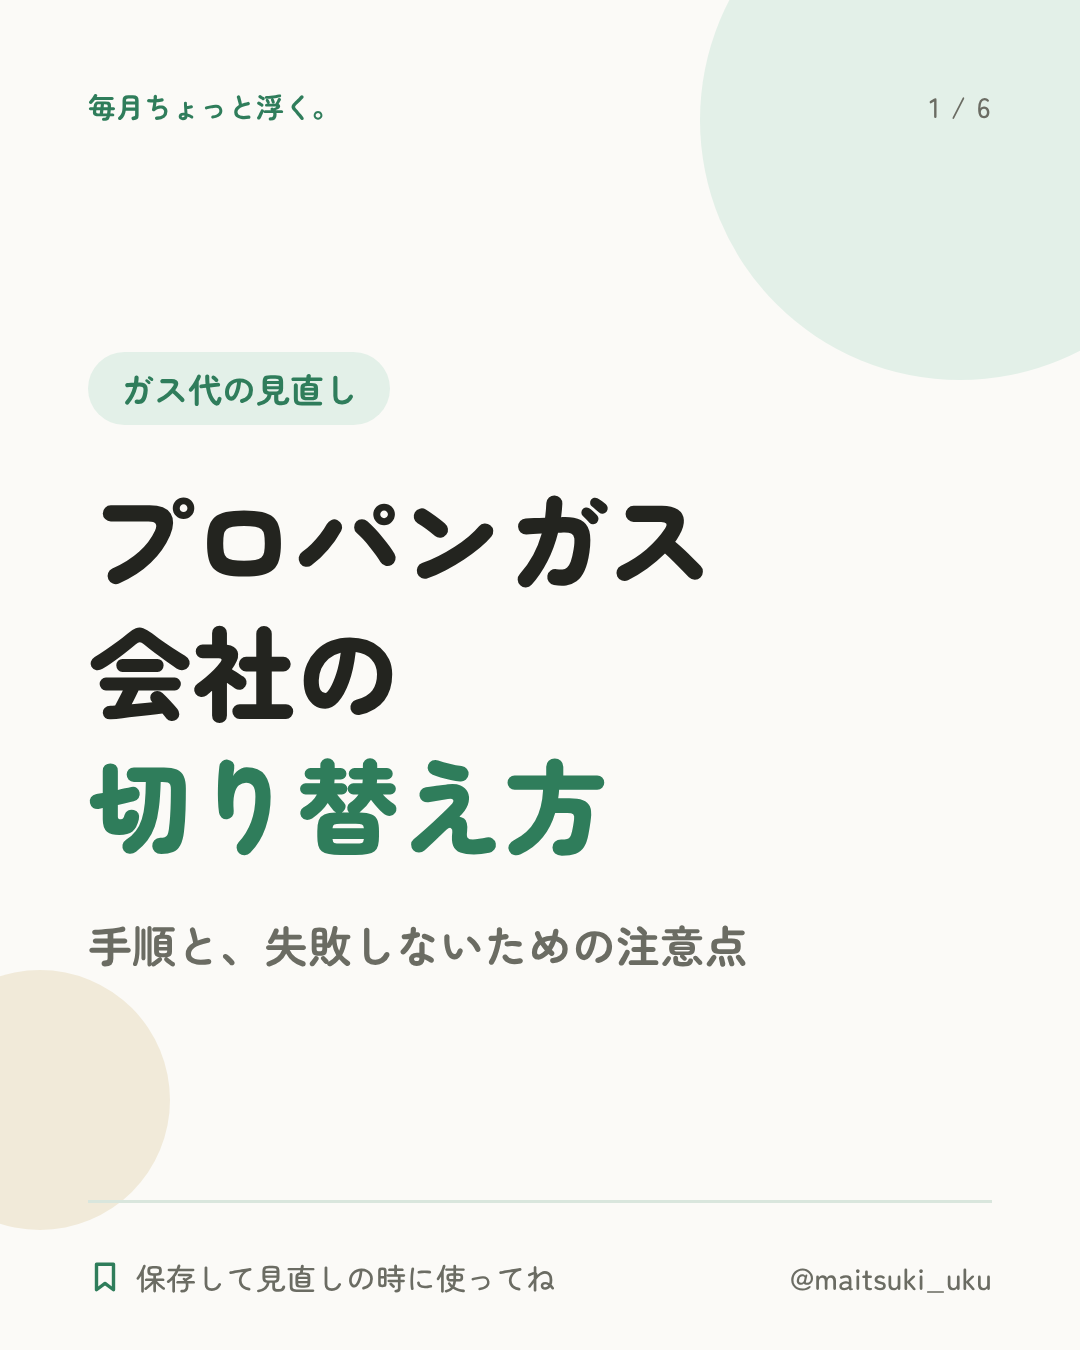 毎月ちょっと浮く。
1 / 6
ガス代の見直し
プロパンガス
会社の
切り替え方
手順と、失敗しないための注意点
保存して見直しの時に使ってね
@maitsuki_uku